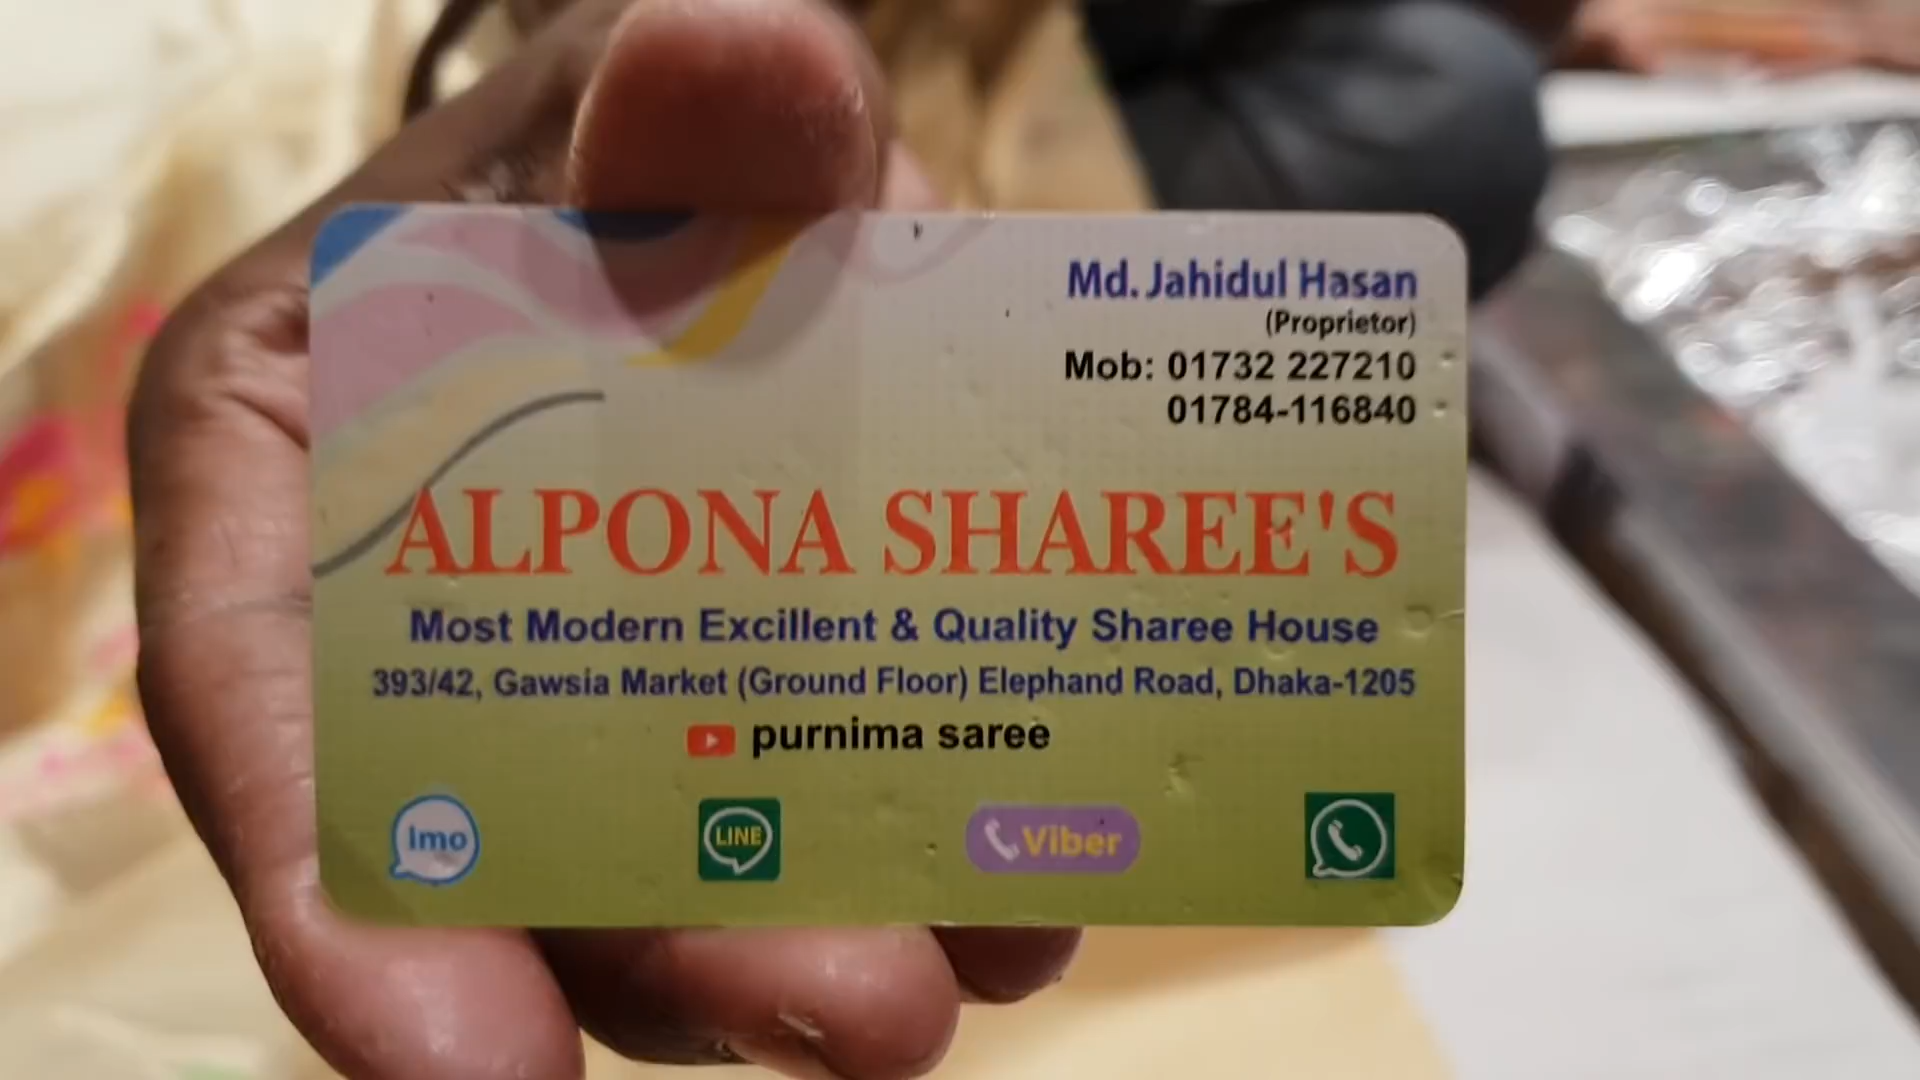 Md. Jahidul Hasan
(Proprietor)
Mob: 01732 227210
01784-116840
ALPONA SHAREE'S
Most Modern Excillent & Quality Sharee House
393/42, Gawsia Market (Ground Floor) Elephand Road, Dhaka-1205
purnima saree
imo LINE Viber